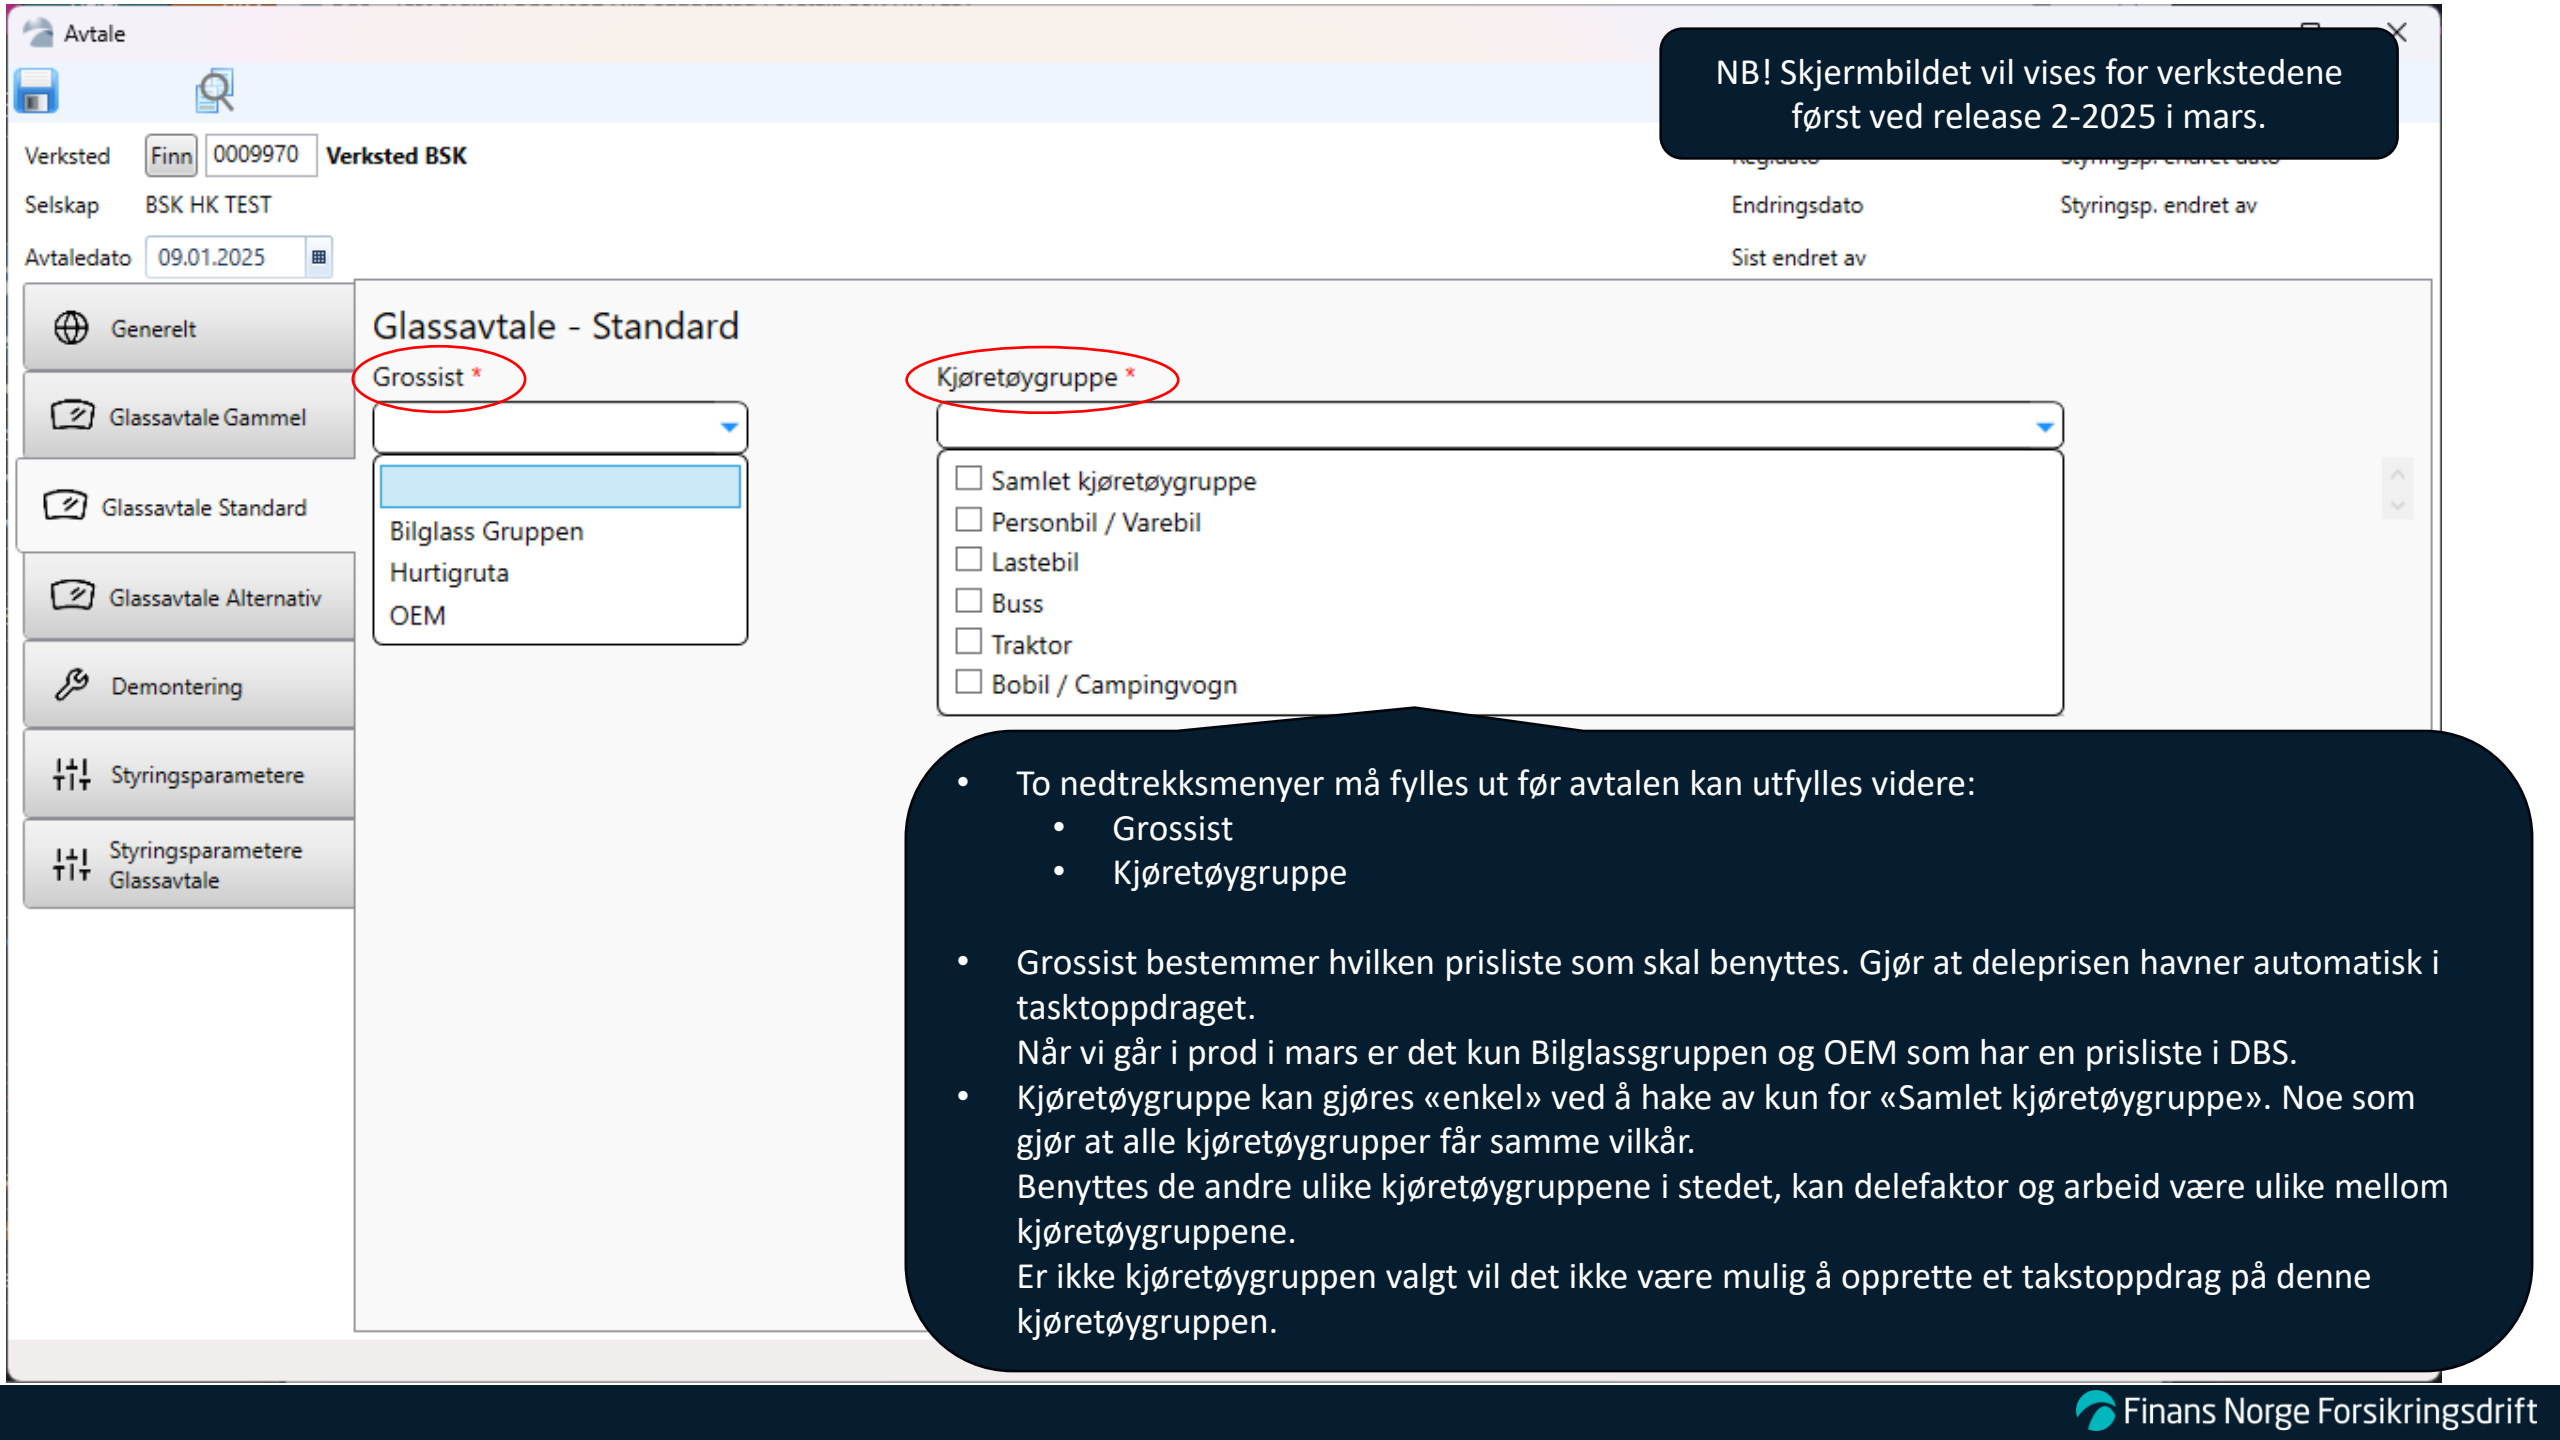 Avtale
NB! Skjermbildet vil vises for verkstedene
først ved release 2-2025 i mars.
Verksted Finn 0009970 Verksted BSK
Selskap BSK HK TEST
Endringsdato Styringsp. endret av
Avtaledato 09.01.2025
Sist endret av
Generelt
Glassavtale Gammel
Glassavtale Standard
Glassavtale Alternativ
Demontering
Styringsparametere
Styringsparametere
Glassavtale
Glassavtale - Standard
Grossist *
Bilglass Gruppen
Hurtigruta
OEM
Kjøretøygruppe *
Samlet kjøretøygruppe
Personbil / Varebil
Lastebil
Buss
Traktor
Bobil / Campingvogn
• To nedtrekksmenyer må fylles ut før avtalen kan utfylles videre:
• Grossist
• Kjøretøygruppe
• Grossist bestemmer hvilken prisliste som skal benyttes. Gjør at deleprisen havner automatisk i
tasktoppdraget.
Når vi går i prod i mars er det kun Bilglassgruppen og OEM som har en prisliste i DBS.
• Kjøretøygruppe kan gjøres «enkel» ved å hake av kun for «Samlet kjøretøygruppe». Noe som
gjør at alle kjøretøygrupper får samme vilkår.
Benyttes de andre ulike kjøretøygruppene i stedet, kan delefaktor og arbeid være ulike mellom
kjøretøygruppene.
Er ikke kjøretøygruppen valgt vil det ikke være mulig å opprette et takstoppdrag på denne
kjøretøygruppen.
Finans Norge Forsikringsdrift